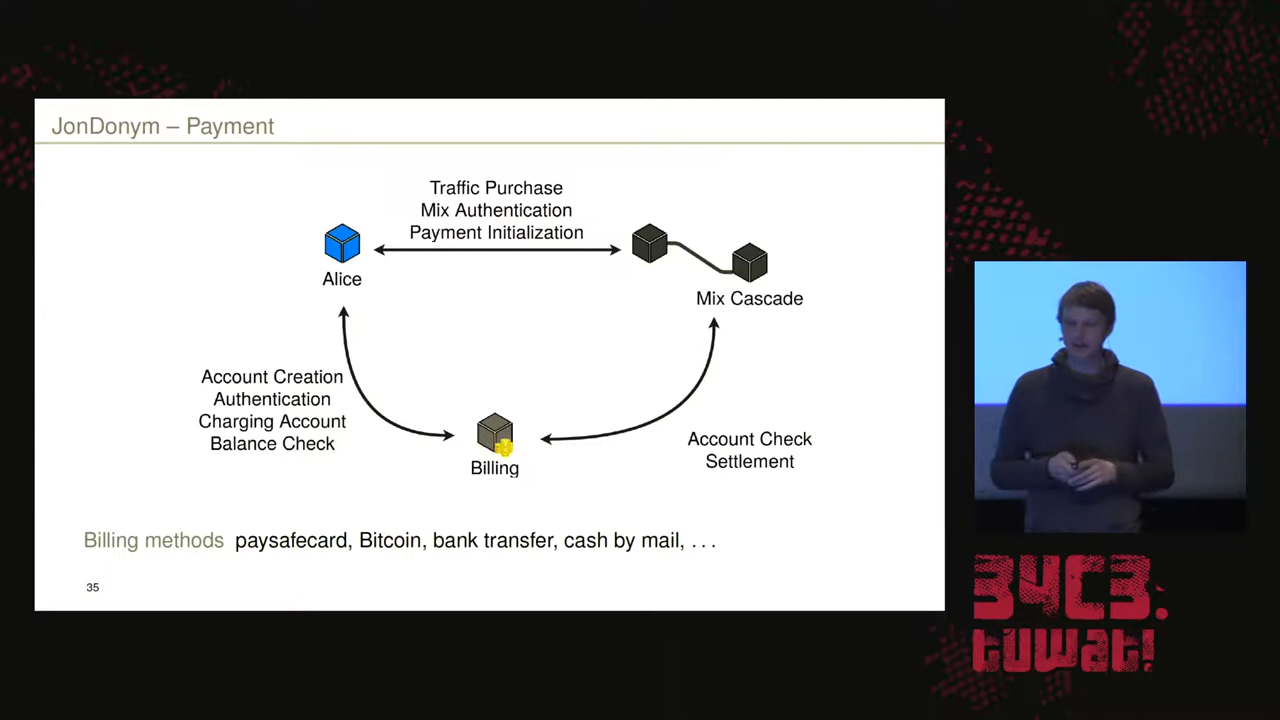 JonDonym – Payment
Traffic Purchase
Mix Authentication
Payment Initialization
Alice
Mix Cascade
Account Creation
Authentication
Charging Account
Balance Check
Account Check
Settlement
Billing
Billing methods paysafecard, Bitcoin, bank transfer, cash by mail, . . .
35
34C3.
tuwat!